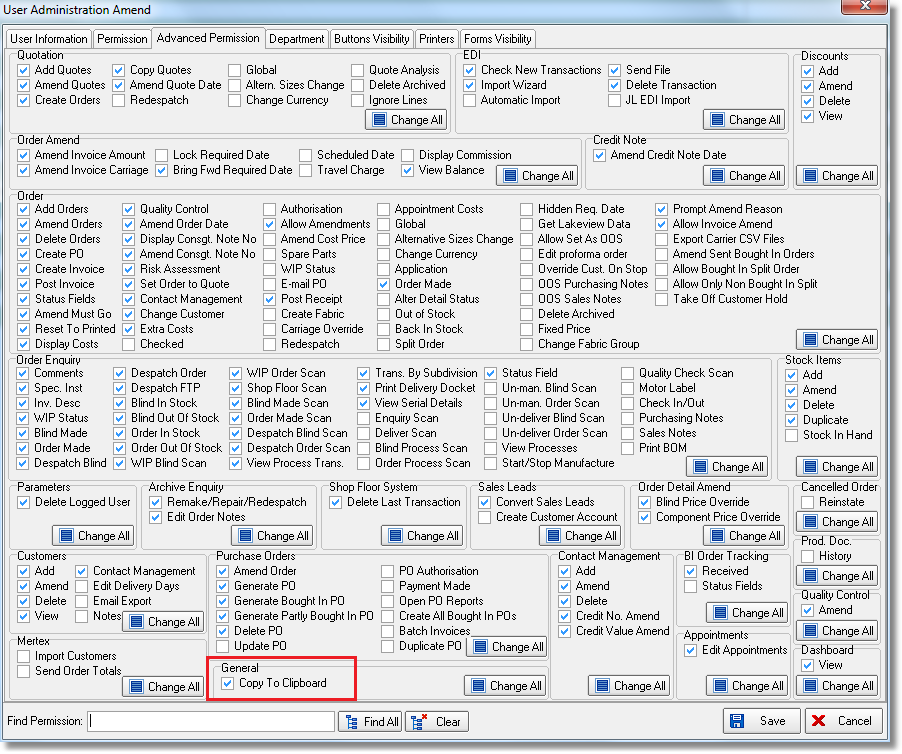 User Administration Amend
User Information Permission Advanced Permission Department Buttons Visibility Printers Forms Visibility
Quotation
Add Quotes Copy Quotes Global Quote Analysis
Amend Quotes Amend Quote Date Altern. Sizes Change Delete Archived
Create Orders Redespatch Change Currency Ignore Lines
Change All
EDI
Check New Transactions Send File
Import Wizard Delete Transaction
Automatic Import JL EDI Import
Change All
Discounts
Add
Amend
Delete
View
Change All
Order Amend
Amend Invoice Amount Lock Required Date Scheduled Date Display Commission
Amend Invoice Carriage Bring Fwd Required Date Travel Charge View Balance Change All
Credit Note
Amend Credit Note Date
Change All
Order
Add Orders Quality Control Authorisation Appointment Costs Hidden Req. Date Prompt Amend Reason
Amend Orders Amend Order Date Allow Amendments Global Get Lakeview Data Allow Invoice Amend
Delete Orders Display Consgt. Note No Amend Cost Price Alternative Sizes Change Allow Set As OOS Export Carrier CSV Files
Create PO Amend Consgt. Note No Spare Parts Change Currency Edit proforma order Amend Sent Bought In Orders
Create Invoice Risk Assessment WIP Status Application Override Cust. On Stop Allow Bought In Split Order
Post Invoice Set Order to Quote E-mail PO Order Made OOS Purchasing Notes Allow Only Non Bought In Split
Status Fields Contact Management Post Receipt Alter Detail Status OOS Sales Notes Take Off Customer Hold
Amend Must Go Change Customer Create Fabric Out of Stock Delete Archived
Reset To Printed Extra Costs Carriage Override Back In Stock Fixed Price
Display Costs Checked Redespatch Split Order Change Fabric Group
Change All
Order Enquiry
Comments Despatch Order WIP Order Scan Trans. By Subdivision Status Field Quality Check Scan
Spec. Inst Despatch FTP Shop Floor Scan Print Delivery Docket Un-man. Blind Scan Motor Label
Inv. Desc Blind In Stock Blind Made Scan View Serial Details Un-man. Order Scan Check In/Out
WIP Status Blind Out Of Stock Order Made Scan Enquiry Scan Un-deliver Blind Scan Purchasing Notes
Blind Made Order In Stock Despatch Blind Scan Deliver Scan Un-deliver Order Scan Sales Notes
Order Made Order Out Of Stock Despatch Order Scan Blind Process Scan View Processes Print BOM
Despatch Blind WIP Blind Scan View Process Trans. Order Process Scan Start/Stop Manufacture
Change All
Stock Items
Add
Amend
Delete
Duplicate
Stock In Hand
Change All
Parameters
Delete Logged User
Change All
Archive Enquiry
Remake/Repair/Redespatch
Edit Order Notes
Change All
Shop Floor System
Delete Last Transaction
Change All
Sales Leads
Convert Sales Leads
Create Customer Account
Change All
Order Detail Amend
Blind Price Override
Component Price Override
Change All
Cancelled Order
Reinstate
Change All
Prod. Doc.
History
Change All
Customers
Add Contact Management
Amend Edit Delivery Days
Delete Email Export
View Notes Change All
Purchase Orders
Amend Order PO Authorisation
Generate PO Payment Made
Generate Bought In PO Open PO Reports
Generate Partly Bought In PO Create All Bought In POs
Delete PO Batch Invoices
Update PO Duplicate PO Change All
Contact Management
Add
Amend
Delete
Credit No. Amend
Credit Value Amend
Change All
BI Order Tracking
Received
Status Fields
Change All
Quality Control
Amend
Change All
Mertex
Import Customers
Send Order Totals
Change All
General
Copy To Clipboard
Change All
Appointments
Edit Appointments
Change All
Dashboard
View
Change All
Find Permission: Find All Clear Save Cancel